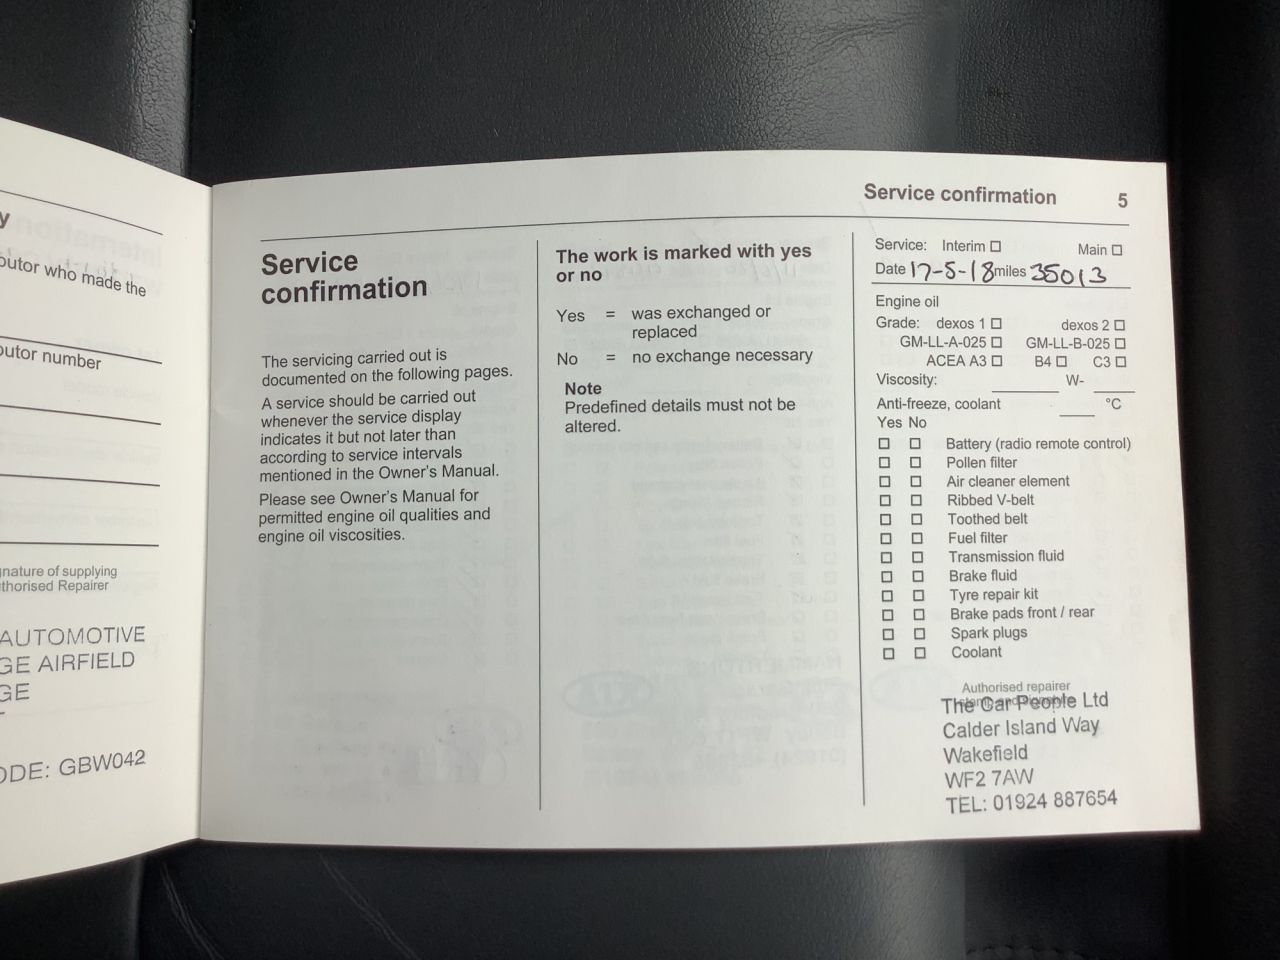 y
outor who made the
outor number
nature of supplying
thorised Repairer
AUTOMOTIVE
GE AIRFIELD
GE
ODE: GBW042
Service confirmation 5
Service
confirmation
The servicing carried out is
documented on the following pages.
A service should be carried out
whenever the service display
indicates it but not later than
according to service intervals
mentioned in the Owner's Manual.
Please see Owner's Manual for
permitted engine oil qualities and
engine oil viscosities.
The work is marked with yes
or no
Yes = was exchanged or
replaced
No = no exchange necessary
Note
Predefined details must not be
altered.
Service: Interim Main
Date 17-5-18 miles 35013
Engine oil
Grade: dexos 1 dexos 2
GM-LL-A-025 GM-LL-B-025
ACEA A3 B4 C3
Viscosity: W-
Anti-freeze, coolant °C
Yes No
Battery (radio remote control)
Pollen filter
Air cleaner element
Ribbed V-belt
Toothed belt
Fuel filter
Transmission fluid
Brake fluid
Tyre repair kit
Brake pads front / rear
Spark plugs
Coolant
Authorised repairer
The Car People Ltd
Calder Island Way
Wakefield
WF2 7AW
TEL: 01924 887654